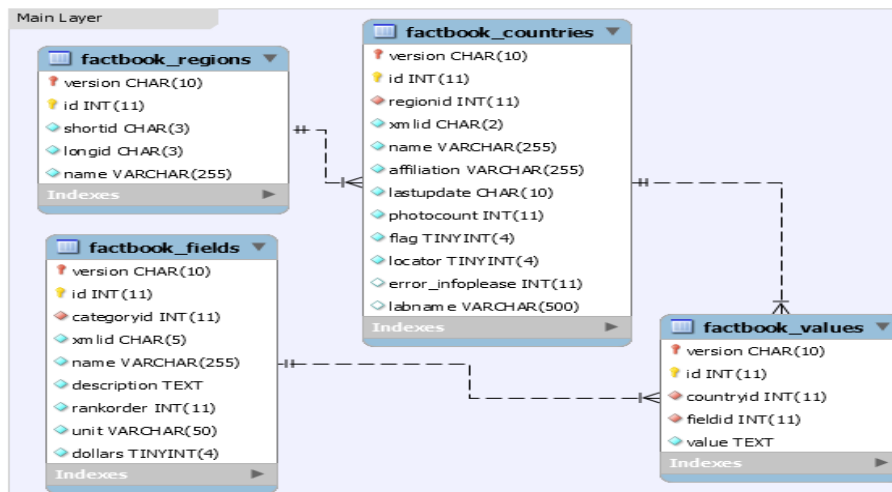 Main Layer
factbook_regions
version CHAR(10)
id INT(11)
shortid CHAR(3)
longid CHAR(3)
name VARCHAR(255)
Indexes
factbook_countries
version CHAR(10)
id INT(11)
regionid INT(11)
xmlid CHAR(2)
name VARCHAR(255)
affiliation VARCHAR(255)
lastupdate CHAR(10)
photocount INT(11)
flag TINYINT(4)
locator TINYINT(4)
error_infoplease INT(11)
labname VARCHAR(500)
Indexes
factbook_fields
version CHAR(10)
id INT(11)
categoryid INT(11)
xmlid CHAR(5)
name VARCHAR(255)
description TEXT
rankorder INT(11)
unit VARCHAR(50)
dollars TINYINT(4)
Indexes
factbook_values
version CHAR(10)
id INT(11)
countryid INT(11)
fieldid INT(11)
value TEXT
Indexes